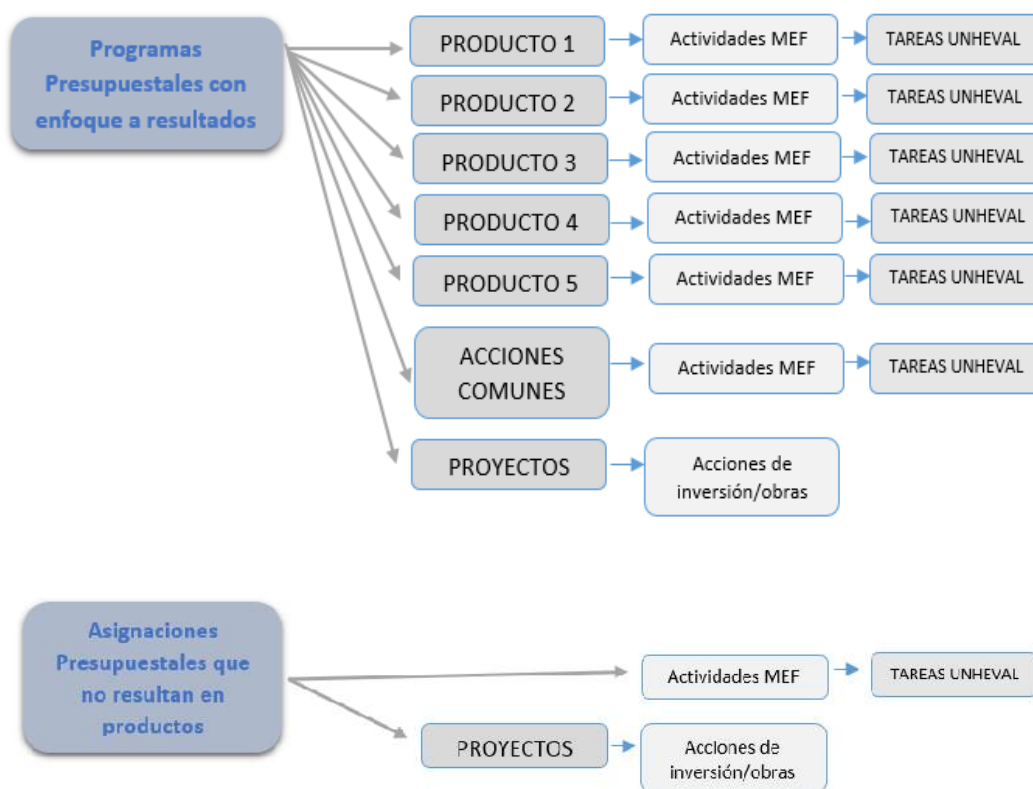 Programas
Presupuestales con
enfoque a resultados
PRODUCTO 1
Actividades MEF
TAREAS UNHEVAL
PRODUCTO 2
Actividades MEF
TAREAS UNHEVAL
PRODUCTO 3
Actividades MEF
TAREAS UNHEVAL
PRODUCTO 4
Actividades MEF
TAREAS UNHEVAL
PRODUCTO 5
Actividades MEF
TAREAS UNHEVAL
ACCIONES
COMUNES
Actividades MEF
TAREAS UNHEVAL
PROYECTOS
Acciones de
inversión/obras
Asignaciones
Presupuestales que
no resultan en
productos
Actividades MEF
TAREAS UNHEVAL
PROYECTOS
Acciones de
inversión/obras